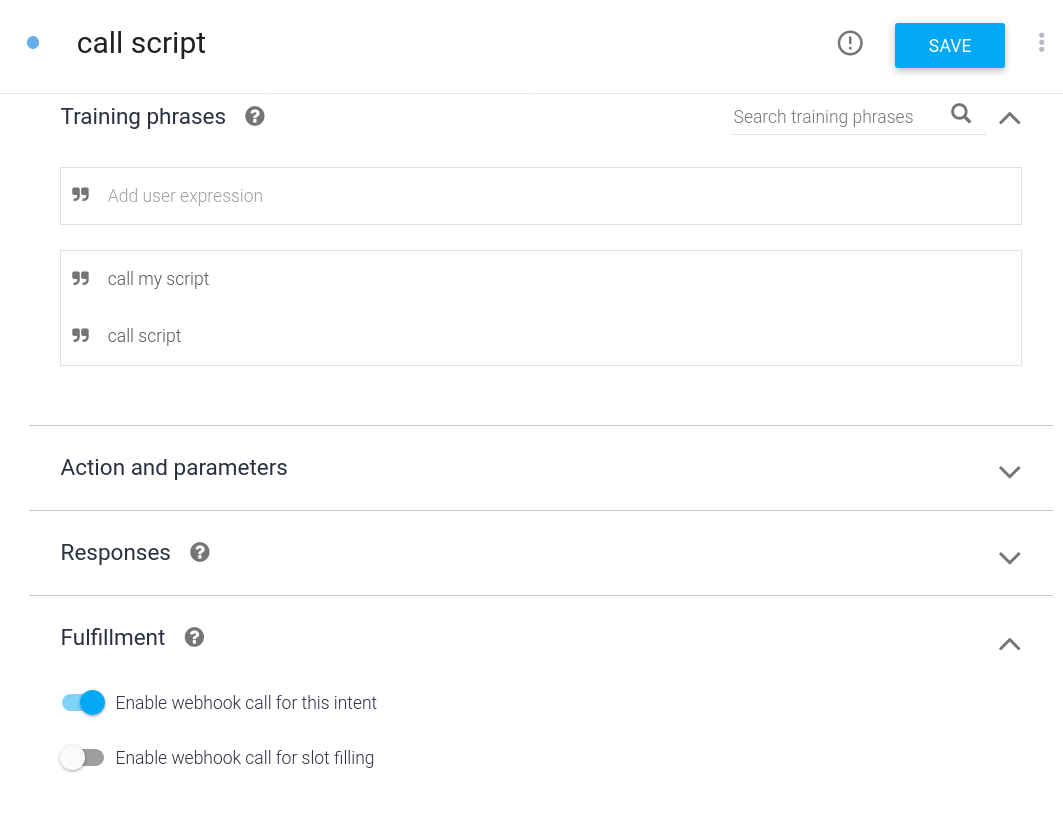 call script
SAVE
Training phrases
Search training phrases
Add user expression
call my script
call script
Action and parameters
Responses
Fulfillment
Enable webhook call for this intent
Enable webhook call for slot filling